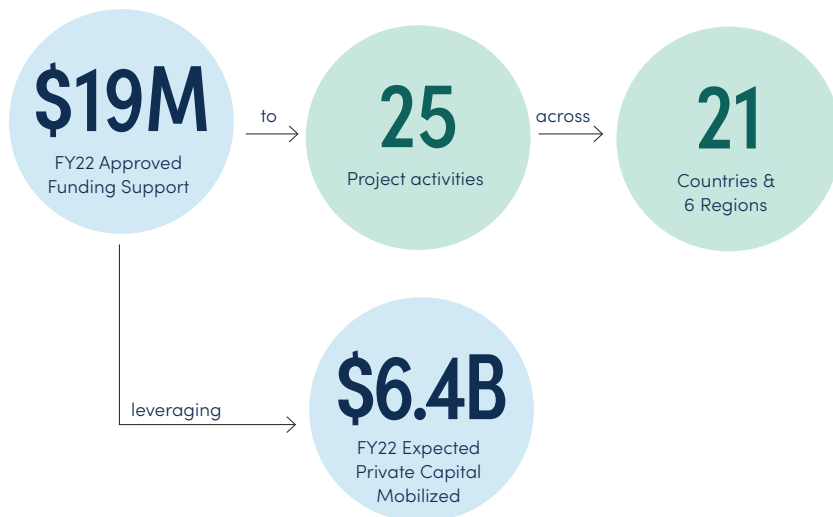 $19M
FY22 Approved
Funding Support
to
25
Project activities
across
21
Countries &
6 Regions
leveraging
$6.4B
FY22 Expected
Private Capital
Mobilized